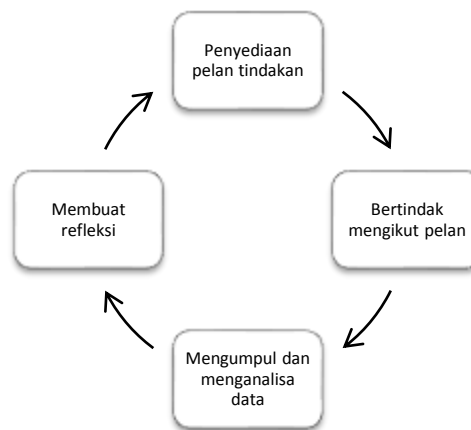 Penyediaan
pelan tindakan
Bertindak
mengikut pelan
Mengumpul dan
menganalisa
data
Membuat
refleksi